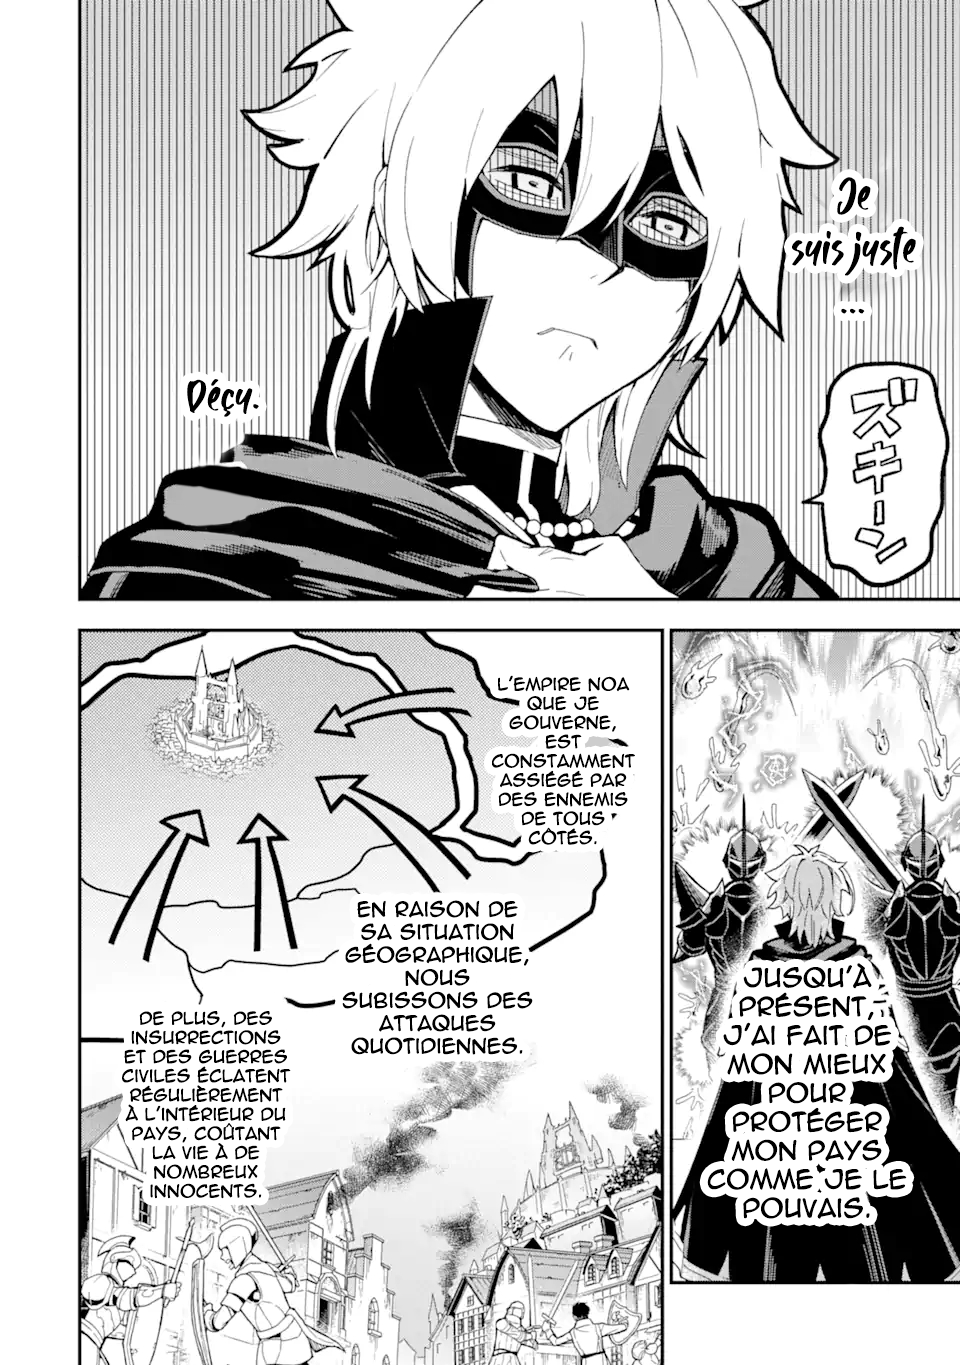 Je
suis juste
...
Déçu.
ズキーン
L'EMPIRE NOA
QUE JE
GOUVERNE,
EST
CONSTAMMENT
ASSIÉGÉ PAR
DES ENNEMIS
DE TOUS
CÔTÉS.
EN RAISON DE
SA SITUATION
GÉOGRAPHIQUE,
NOUS
SUBISSONS DES
ATTAQUES
QUOTIDIENNES.
DE PLUS, DES
INSURRECTIONS
ET DES GUERRES
CIVILES ÉCLATENT
RÉGULIÈREMENT
À L'INTÉRIEUR DU
PAYS, COÛTANT
LA VIE À DE
NOMBREUX
INNOCENTS.
JUSQU'À
PRÉSENT,
J'AI FAIT DE
MON MIEUX
POUR
PROTÉGER
MON PAYS
COMME JE LE
POUVAIS.